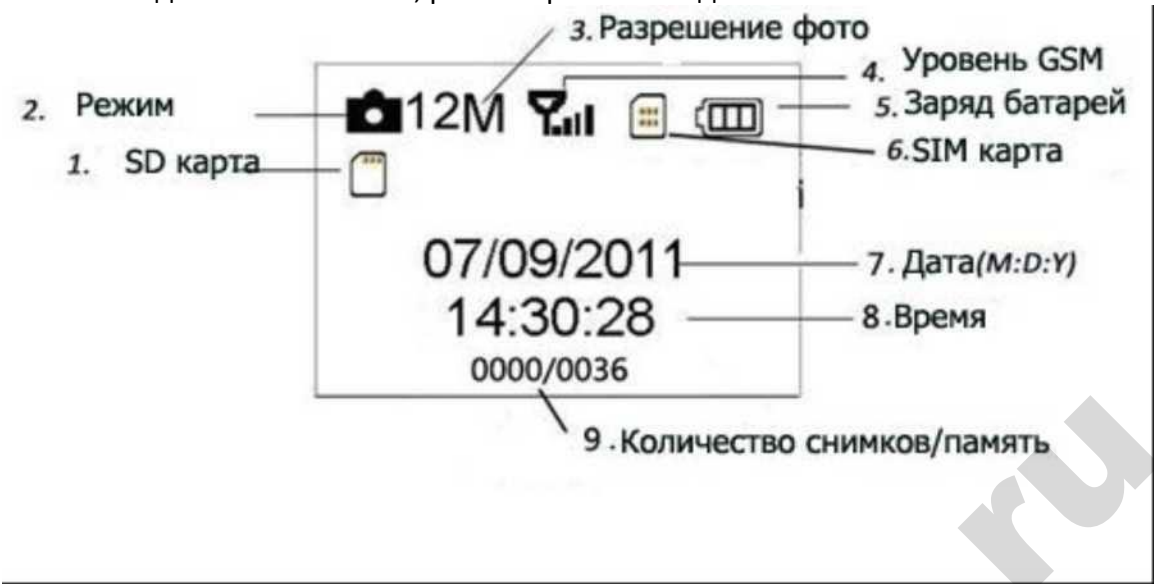 3. Разрешение фото
4. Уровень GSM
2. Режим
12M
5. Заряд батарей
1. SD карта
6.SIM карта
07/09/2011
7. Дата(M:D:Y)
14:30:28
8.Время
0000/0036
9.Количество снимков/память
ru